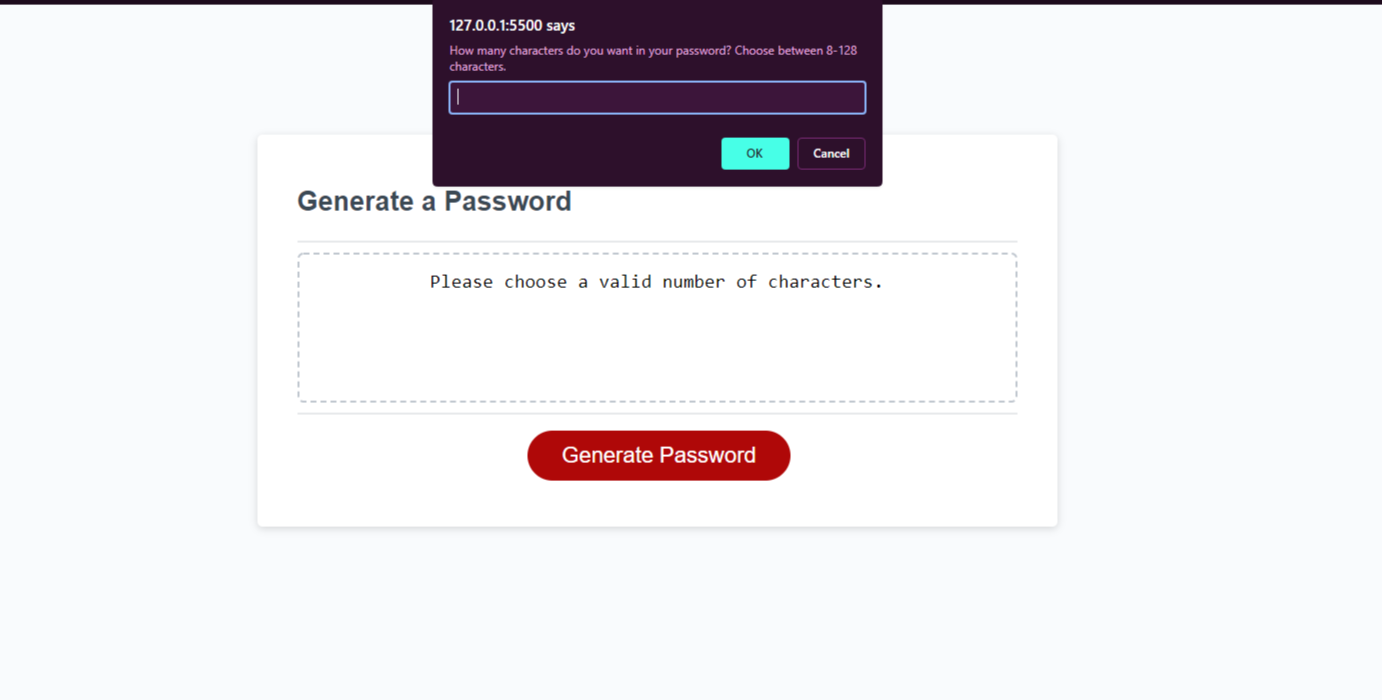 127.0.0.1:5500 says
How many characters do you want in your password? Choose between 8-128
characters.
OK
Cancel
Generate a Password
Please choose a valid number of characters.
Generate Password